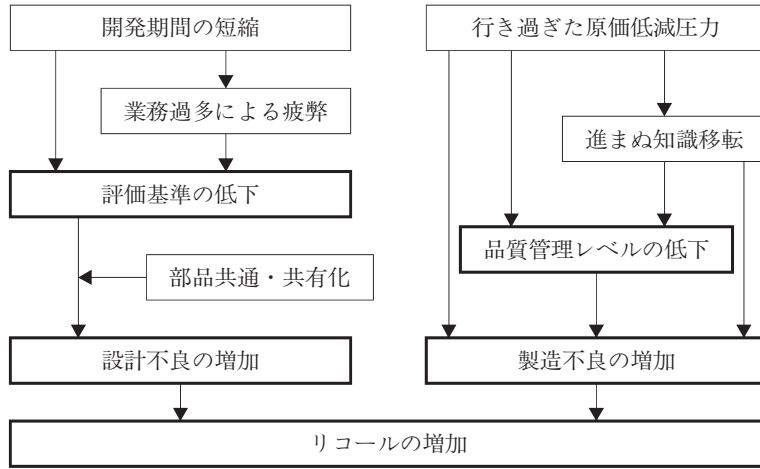 開発期間の短縮
行き過ぎた原価低減圧力
業務過多による疲弊
進まぬ知識移転
評価基準の低下
品質管理レベルの低下
部品共通・共有化
設計不良の増加
製造不良の増加
リコールの増加